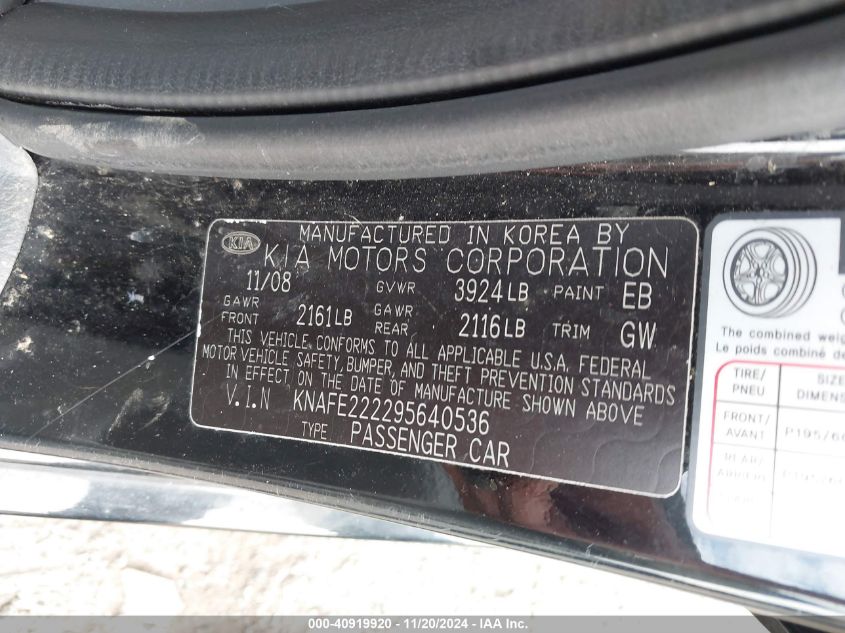 KIA
MANUFACTURED IN KOREA BY
KIA MOTORS CORPORATION
11/08 GVWR 3924LB PAINT EB
GAWR FRONT 2161LB GAWR REAR 2116LB TRIM GW
THIS VEHICLE CONFORMS TO ALL APPLICABLE U.S.A. FEDERAL
MOTOR VEHICLE SAFETY, BUMPER, AND THEFT PREVENTION STANDARDS
IN EFFECT ON THE DATE OF MANUFACTURE SHOWN ABOVE
V.I.N KNAFE222295640536
TYPE PASSENGER CAR
The combined
Le poids combiné
TIRE/
PNEU
SIZE
FRONT/
AVANT
REAR/
000-40919920 - 11/20/2024 - IAA Inc.